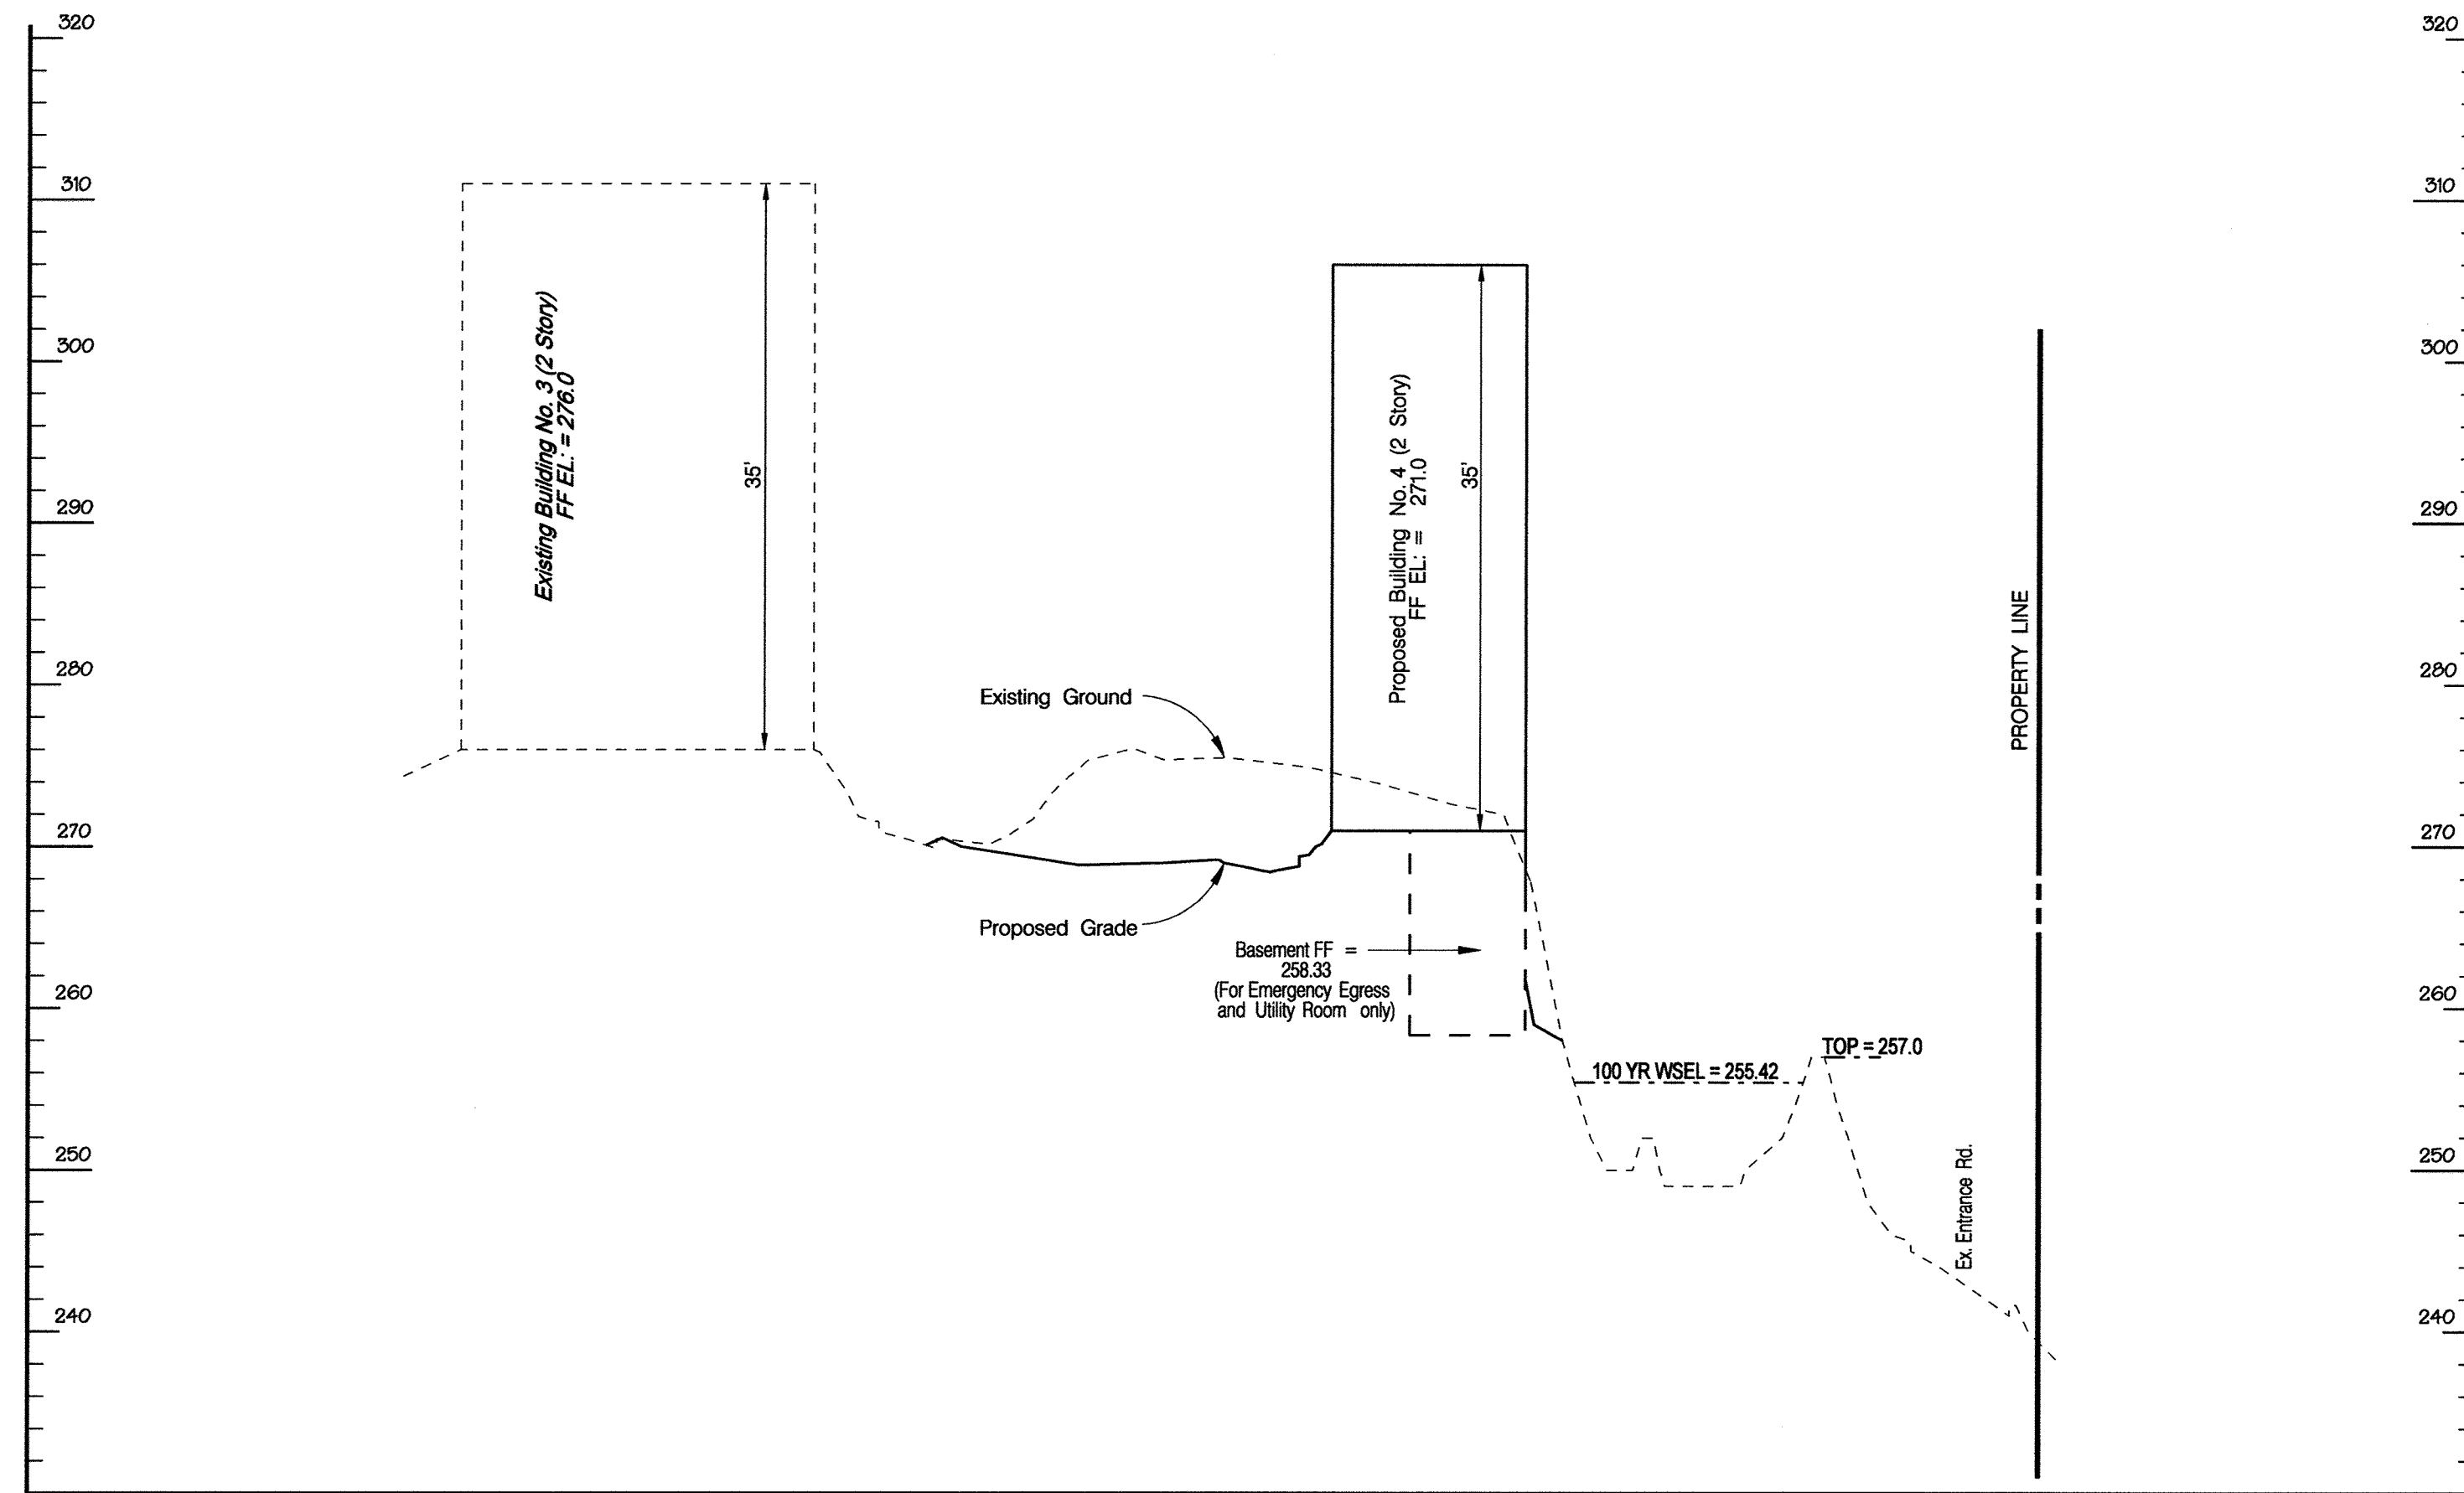 320
320
310
310
300
300
290
290
280
280
270
270
260
260
250
250
240
240
Existing Building No. 3 (2 Story)
FF EL: = 276.0
35'
Proposed Building No. 4 (2 Story)
FF EL: = 271.0
35'
PROPERTY LINE
Existing Ground
Proposed Grade
Basement FF =
258.33
(For Emergency Egress
and Utility Room only)
100 YR WSEL = 255.42
TOP = 257.0
Ex. Entrance Rd.